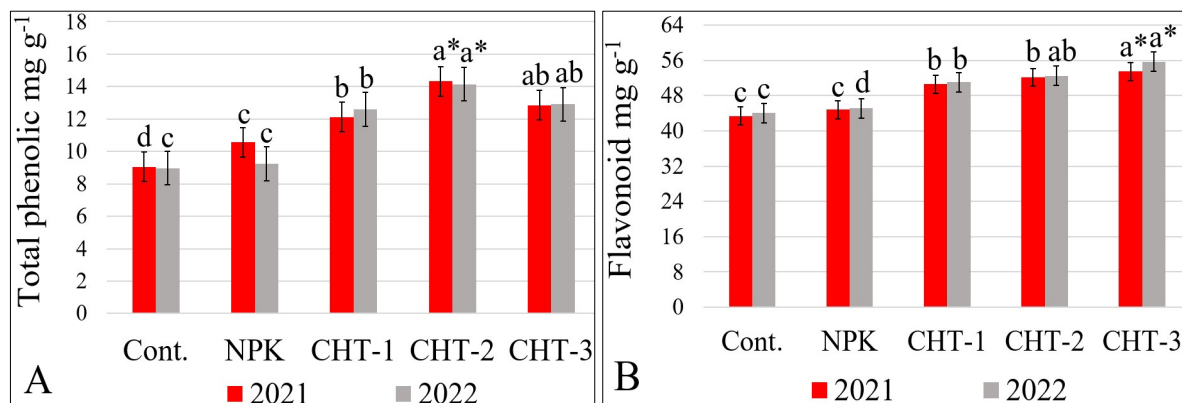 Total phenolic mg g-1
18
16
14
12
10
8
6
4
2
0
d c
c c
b b
a* a*
ab ab
Cont. NPK CHT-1 CHT-2 CHT-3
A
2021 2022
Flavonoid mg g-1
64
56
48
40
32
24
16
8
0
c c
c d
b b
b ab
a* a*
Cont. NPK CHT-1 CHT-2 CHT-3
B
2021 2022